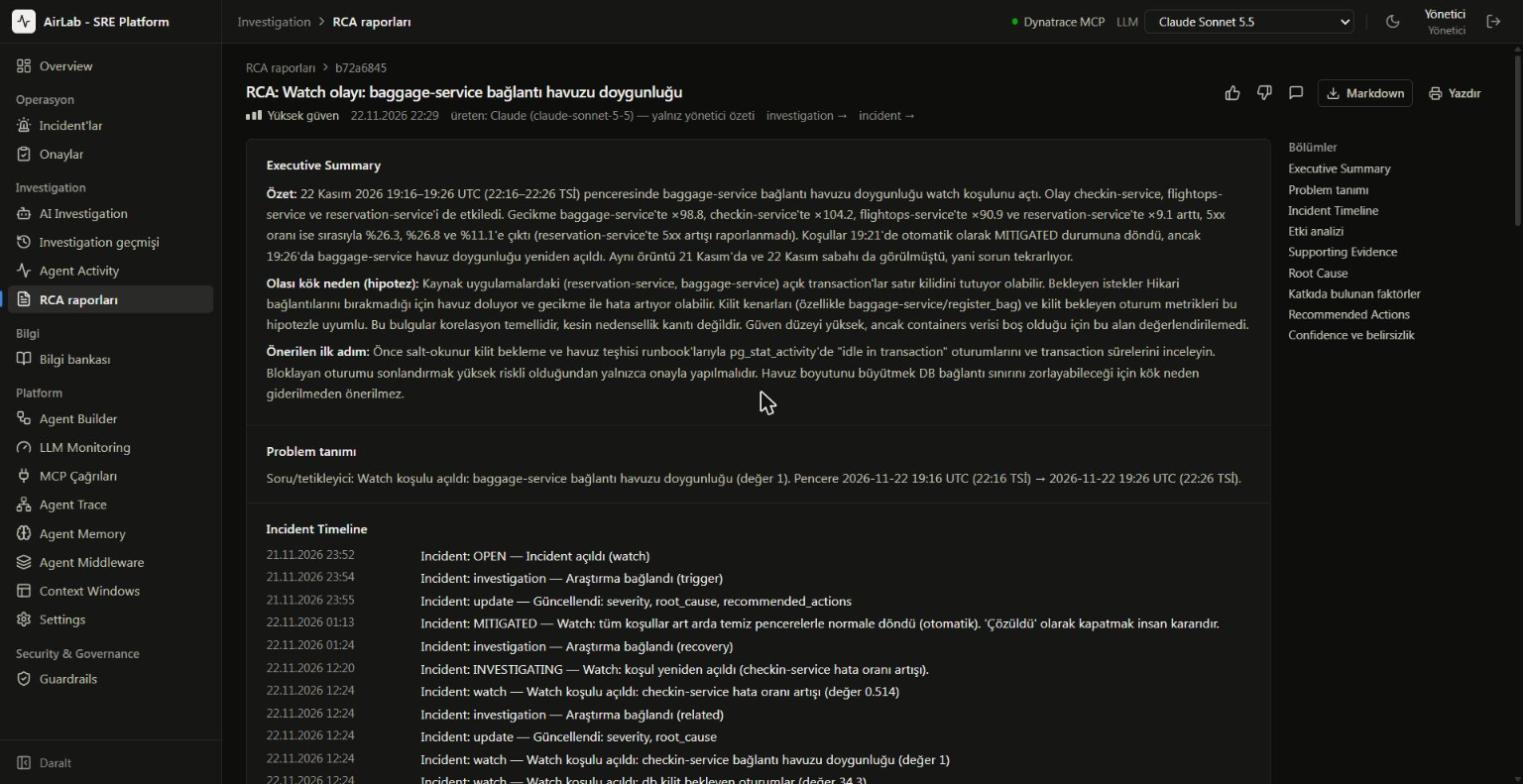 AirLab - SRE Platform
Overview
Operasyon
Incident'lar
Onaylar
Investigation
AI Investigation
Investigation geçmişi
Agent Activity
RCA raporları
Bilgi
Bilgi bankası
Platform
Agent Builder
LLM Monitoring
MCP Çağrıları
Agent Trace
Agent Memory
Agent Middleware
Context Windows
Settings
Security & Governance
Guardrails
Daralt
Investigation > RCA raporları
Dynatrace MCP LLM Claude Sonnet 5.5
Yönetici
Yönetici
RCA raporları > b72a6845
RCA: Watch olayı: baggage-service bağlantı havuzu doygunluğu
Markdown Yazdır
Yüksek güven 22.11.2026 22:29 üreten: Claude (claude-sonnet-5-5) — yalnız yönetici özeti investigation → incident →
Executive Summary
Özet: 22 Kasım 2026 19:16–19:26 UTC (22:16–22:26 TSİ) penceresinde baggage-service bağlantı havuzu doygunluğu watch koşulunu açtı. Olay checkin-service, flightops-
service ve reservation-service'i de etkiledi. Gecikme baggage-service'te ×98.8, checkin-service'te ×104.2, flightops-service'te ×90.9 ve reservation-service'te ×9.1 arttı, 5xx
oranı ise sırasıyla %26.3, %26.8 ve %11.1'e çıktı (reservation-service'te 5xx artışı raporlanmadı). Koşullar 19:21'de otomatik olarak MITIGATED durumuna döndü, ancak
19:26'da baggage-service havuz doygunluğu yeniden açıldı. Aynı örüntü 21 Kasım'da ve 22 Kasım sabahı da görülmüştü, yani sorun tekrarlıyor.
Olası kök neden (hipotez): Kaynak uygulamalardaki (reservation-service, baggage-service) açık transaction'lar satır kilidini tutuyor olabilir. Bekleyen istekler Hikari
bağlantılarını bırakmadığı için havuz doluyor ve gecikme ile hata artıyor olabilir. Kilit kenarları (özellikle baggage-service/register_bag) ve kilit bekleyen oturum metrikleri bu
hipotezle uyumlu. Bu bulgular korelasyon temellidir, kesin nedensellik kanıtı değildir. Güven düzeyi yüksek, ancak containers verisi boş olduğu için bu alan değerlendirilemedi.
Önerilen ilk adım: Önce salt-okunur kilit bekleme ve havuz teşhisi runbook'larıyla pg_stat_activity'de "idle in transaction" oturumlarını ve transaction sürelerini inceleyin.
Bloklayan oturumu sonlandırmak yüksek riskli olduğundan yalnızca onayla yapılmalıdır. Havuz boyutunu büyütmek DB bağlantı sınırını zorlayabileceği için kök neden
giderilmeden önerilmez.
Problem tanımı
Soru/tetikleyici: Watch koşulu açıldı: baggage-service bağlantı havuzu doygunluğu (değer 1). Pencere 2026-11-22 19:16 UTC (22:16 TSİ) → 2026-11-22 19:26 UTC (22:26 TSİ).
Incident Timeline
21.11.2026 23:52 Incident: OPEN — Incident açıldı (watch)
21.11.2026 23:54 Incident: investigation — Araştırma bağlandı (trigger)
21.11.2026 23:55 Incident: update — Güncellendi: severity, root_cause, recommended_actions
22.11.2026 01:13 Incident: MITIGATED — Watch: tüm koşullar art arda temiz pencerelerle normale döndü (otomatik). 'Çözüldü' olarak kapatmak insan kararıdır.
22.11.2026 01:24 Incident: investigation — Araştırma bağlandı (recovery)
22.11.2026 12:20 Incident: INVESTIGATING — Watch: koşul yeniden açıldı (checkin-service hata oranı artışı).
22.11.2026 12:24 Incident: watch — Watch koşulu açıldı: checkin-service hata oranı artışı (değer 0.514)
22.11.2026 12:24 Incident: investigation — Araştırma bağlandı (related)
22.11.2026 12:24 Incident: update — Güncellendi: severity, root_cause
22.11.2026 12:24 Incident: watch — Watch koşulu açıldı: checkin-service bağlantı havuzu doygunluğu (değer 1)
22.11.2026 12:24 Incident: watch — Watch koşulu açıldı: db kilit bekleyen oturumlar (değer 34.3)
Bölümler
Executive Summary
Problem tanımı
Incident Timeline
Etki analizi
Supporting Evidence
Root Cause
Katkıda bulunan faktörler
Recommended Actions
Confidence ve belirsizlik